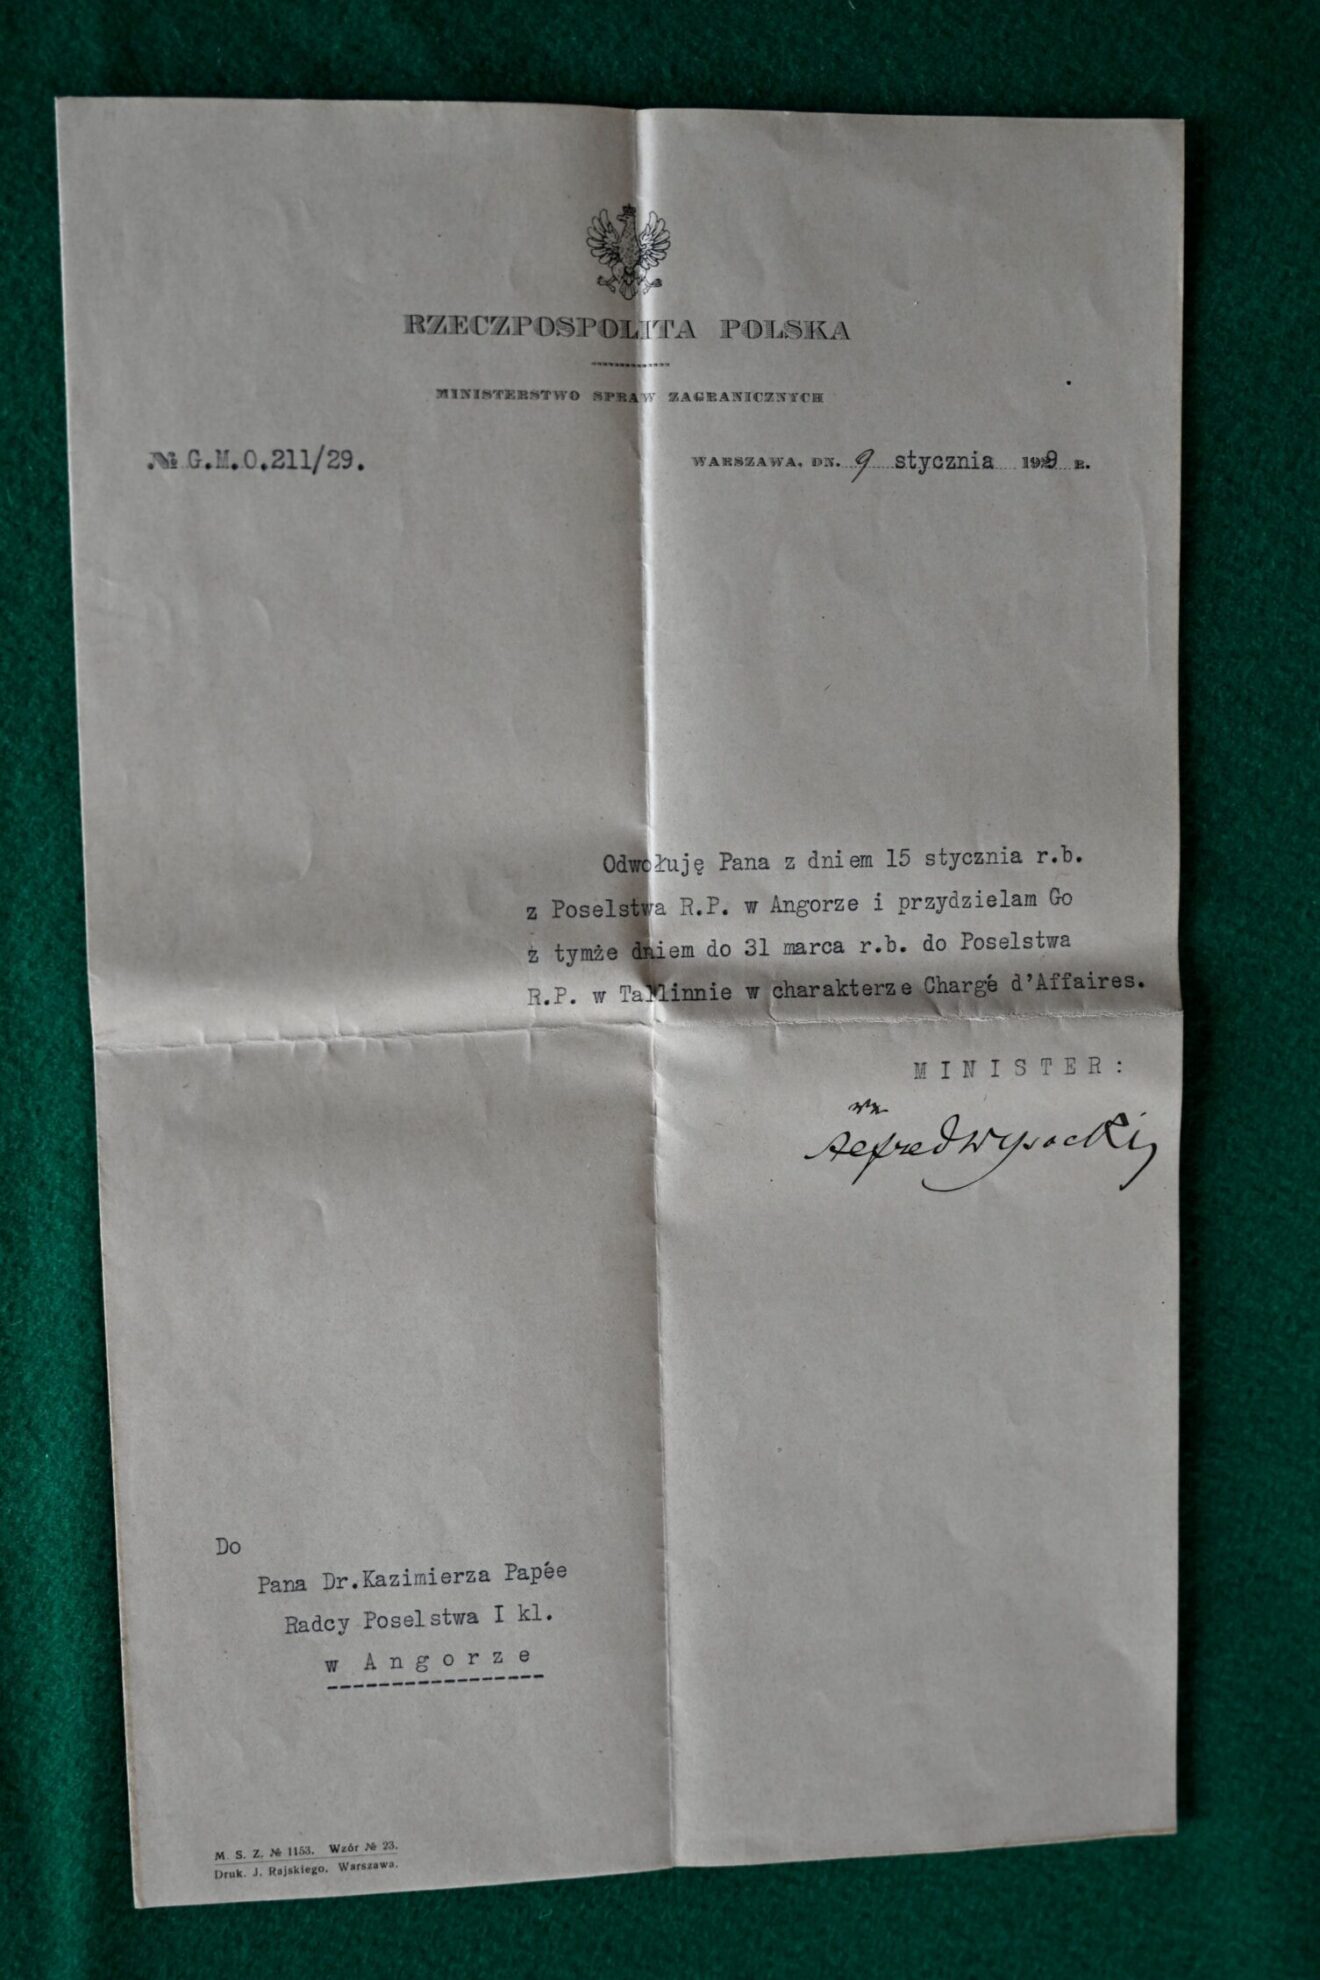 RZECZPOSPOLITA POLSKA
MINISTERSTWO SPRAW ZAGRANICZNYCH
№ G.M.O.211/29.
WARSZAWA, DN. 9 stycznia 1929 R.
Odwołuję Pana z dniem 15 stycznia r.b.
z Poselstwa R.P. w Angorze i przydzielam Go
z tymże dniem do 31 marca r.b. do Poselstwa
R.P. w Tallinnie w charakterze Chargé d'Affaires.
MINISTER:
Alfred Wysocki
Do
Pana Dr.Kazimierza Papée
Radcy Poselstwa I kl.
w Angorze
M. S. Z. № 1153. Wzór № 23.
Druk. J. Rajskiego, Warszawa.